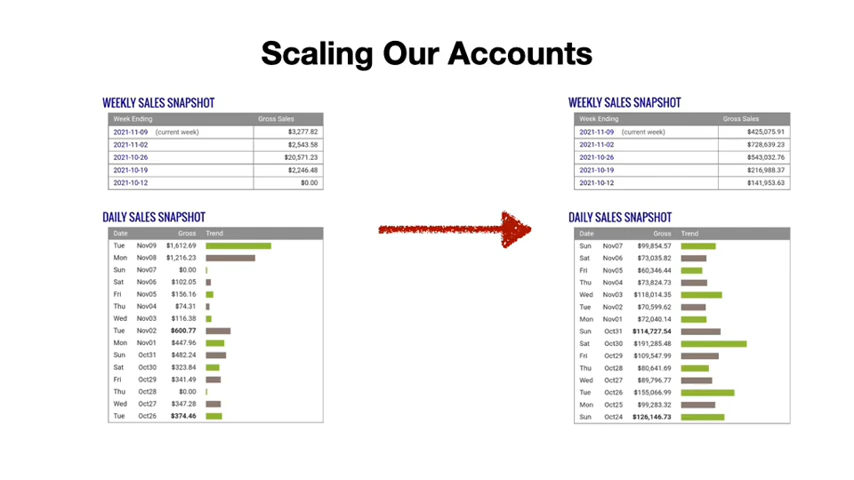 Scaling Our Accounts
WEEKLY SALES SNAPSHOT
Week Ending Gross Sales
2021-11-09 (current week) $3,277.82
2021-11-02 $2,543.58
2021-10-26 $20,571.23
2021-10-19 $2,246.48
2021-10-12 $0.00
DAILY SALES SNAPSHOT
Date Gross Trend
Tue Nov09 $1,612.69
Mon Nov08 $1,216.23
Sun Nov07 $0.00
Sat Nov06 $102.05
Fri Nov05 $156.16
Thu Nov04 $74.31
Wed Nov03 $116.38
Tue Nov02 $600.77
Mon Nov01 $447.96
Sun Oct31 $482.24
Sat Oct30 $323.84
Fri Oct29 $341.49
Thu Oct28 $0.00
Wed Oct27 $347.28
Tue Oct26 $374.46
WEEKLY SALES SNAPSHOT
Week Ending Gross Sales
2021-11-09 (current week) $425,075.91
2021-11-02 $728,639.23
2021-10-26 $543,032.76
2021-10-19 $216,988.37
2021-10-12 $141,953.63
DAILY SALES SNAPSHOT
Date Gross Trend
Sun Nov07 $99,854.57
Sat Nov06 $73,035.82
Fri Nov05 $60,346.44
Thu Nov04 $73,824.73
Wed Nov03 $118,014.35
Tue Nov02 $70,599.62
Mon Nov01 $72,040.14
Sun Oct31 $114,727.54
Sat Oct30 $191,285.48
Fri Oct29 $109,547.99
Thu Oct28 $80,641.69
Wed Oct27 $89,796.77
Tue Oct26 $155,066.99
Mon Oct25 $99,283.32
Sun Oct24 $126,146.73